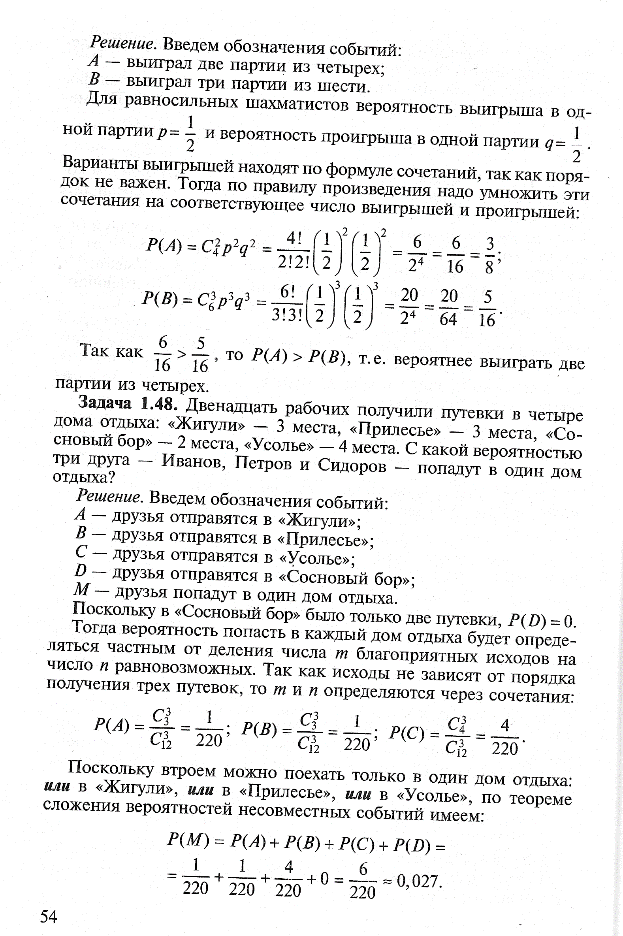 Решение. Введем обозначения событий:
A — выиграл две партии из четырех;
B — выиграл три партии из шести.
Для равносильных шахматистов вероятность выигрыша в од-
ной партии p = 1/2 и вероятность проигрыша в одной партии q = 1/2.
Варианты выигрышей находят по формуле сочетаний, так как поря-
док не важен. Тогда по правилу произведения надо умножить эти
сочетания на соответствующее число выигрышей и проигрышей:
P(A) = C₄²p²q² = 4!/(2!2!) (1/2)² (1/2)² = 6/2⁴ = 6/16 = 3/8;
P(B) = C₆³p³q³ = 6!/(3!3!) (1/2)³ (1/2)³ = 20/2⁴ = 20/64 = 5/16.
Так как 6/16 > 5/16, то P(A) > P(B), т.е. вероятнее выиграть две
партии из четырех.
Задача 1.48. Двенадцать рабочих получили путевки в четыре
дома отдыха: «Жигули» — 3 места, «Прилесье» — 3 места, «Со-
сновый бор» — 2 места, «Усолье» — 4 места. С какой вероятностью
три друга — Иванов, Петров и Сидоров — попадут в один дом
отдыха?
Решение. Введем обозначения событий:
A — друзья отправятся в «Жигули»;
B — друзья отправятся в «Прилесье»;
C — друзья отправятся в «Усолье»;
D — друзья отправятся в «Сосновый бор»;
M — друзья попадут в один дом отдыха.
Поскольку в «Сосновый бор» было только две путевки, P(D) = 0.
Тогда вероятность попасть в каждый дом отдыха будет опреде-
ляться частным от деления числа m благоприятных исходов на
число n равновозможных. Так как исходы не зависят от порядка
получения трех путевок, то m и n определяются через сочетания:
P(A) = C₃³/C₁₂³ = 1/220; P(B) = C₃³/C₁₂³ = 1/220; P(C) = C₄³/C₁₂³ = 4/220.
Поскольку втроем можно поехать только в один дом отдыха:
или в «Жигули», или в «Прилесье», или в «Усолье», по теореме
сложения вероятностей несовместных событий имеем:
P(M) = P(A) + P(B) + P(C) + P(D) =
= 1/220 + 1/220 + 4/220 + 0 = 6/220 ≈ 0,027.
54